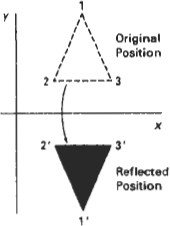 1
y
Original
Position
2
3
x
2'
3'
Reflected
Position
1'